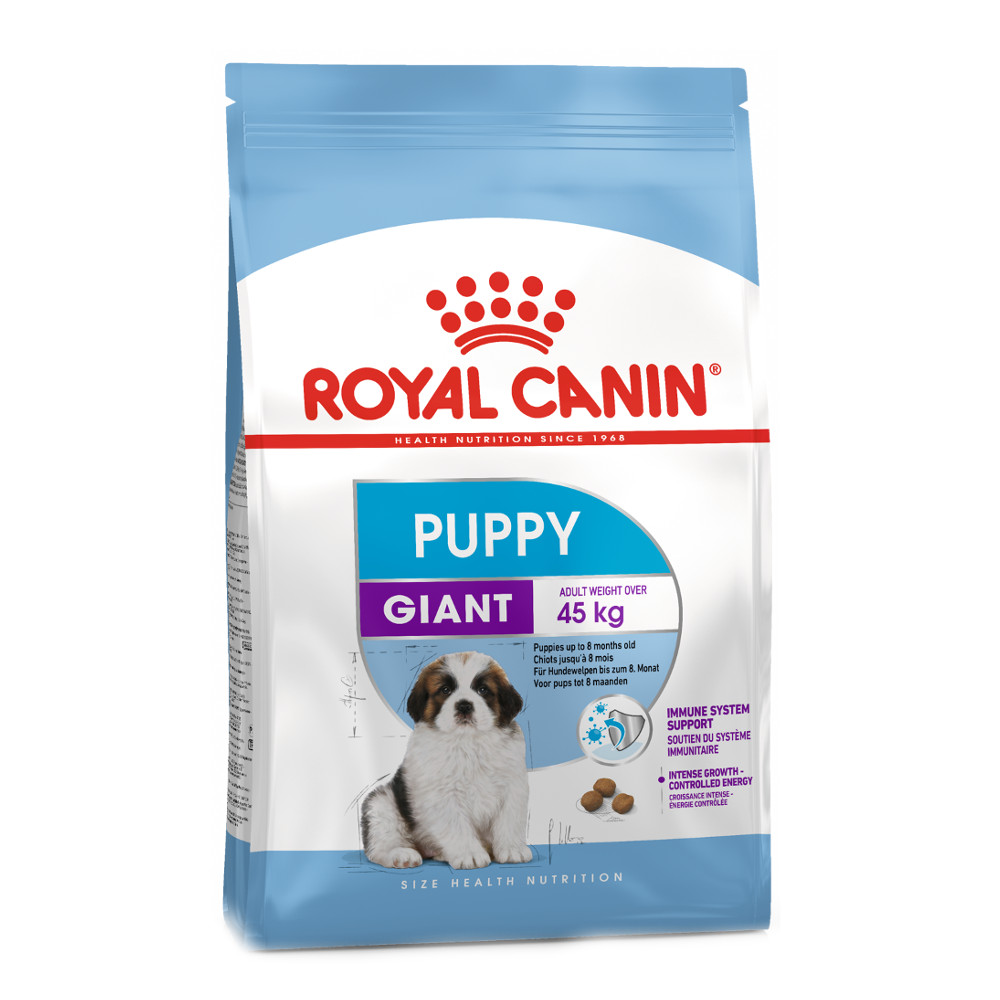 ROYAL CANIN®
HEALTH NUTRITION SINCE 1968
PUPPY
GIANT
ADULT WEIGHT OVER
45 kg
Puppies up to 8 months old
Chiots jusqu'à 8 mois
Für Hundewelpen bis zum 8. Monat
Voor pups tot 8 maanden
IMMUNE SYSTEM
SUPPORT
SOUTIEN DU SYSTÈME
IMMUNITAIRE
INTENSE GROWTH -
CONTROLLED ENERGY
CROISSANCE INTENSE -
ÉNERGIE CONTRÔLÉE
SIZE HEALTH NUTRITION